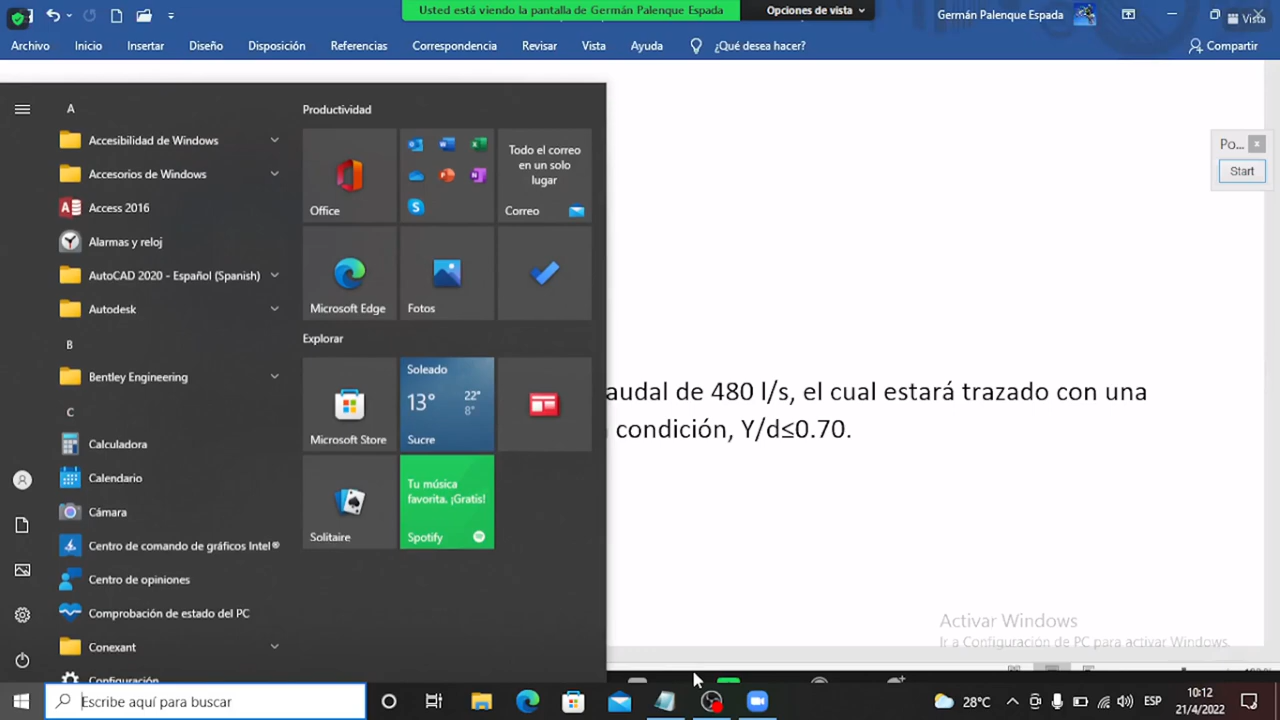 Usted está viendo la pantalla de Germán Palenque Espada
Opciones de vista
Germán Palenque Espada
Vista
Archivo
Inicio
Insertar
Diseño
Disposición
Referencias
Correspondencia
Revisar
Vista
Ayuda
¿Qué desea hacer?
Compartir
A
Accesibilidad de Windows
Accesorios de Windows
Access 2016
Alarmas y reloj
AutoCAD 2020 - Español (Spanish)
Autodesk
B
Bentley Engineering
C
Calculadora
Calendario
Cámara
Centro de comando de gráficos Intel®
Centro de opiniones
Comprobación de estado del PC
Conexant
Configuración
Productividad
Office
Todo el correo
en un solo
lugar
Correo
Microsoft Edge
Fotos
Explorar
Microsoft Store
Soleado
13°
22°
8°
Sucre
Solitaire
Tu música
favorita. ¡Gratis!
Spotify
Po...
Start
audal de 480 l/s, el cual estará trazado con una
condición, Y/d≤0.70.
Activar Windows
Ir a Configuración de PC para activar Windows.
Escribe aquí para buscar
28°C
ESP
10:12
21/4/2022